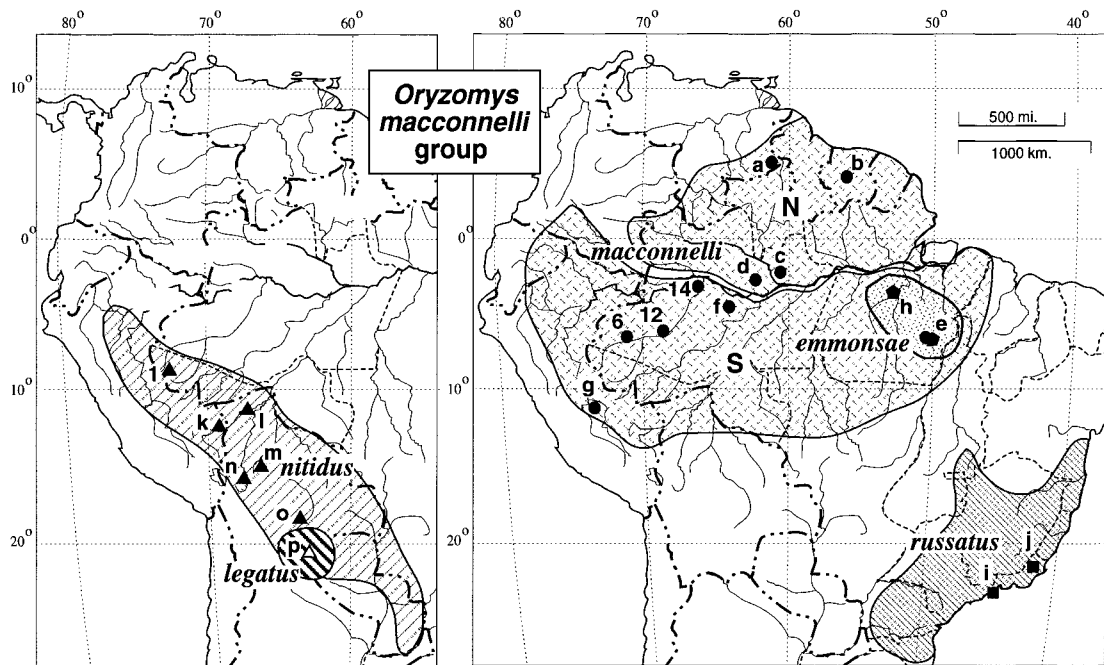 80° 70° 60°
80° 70° 60° 50° 40°
10°
Oryzomys
macconnelli
group
500 mi.
1000 km.
a b
N
0° 0°
macconnelli
c
d
14
h
f
12
6
e
emmonsae
S
1
10° 10°
g
k l
m
n nitidus
o
20° 20°
p
legatus
russatus
j
i